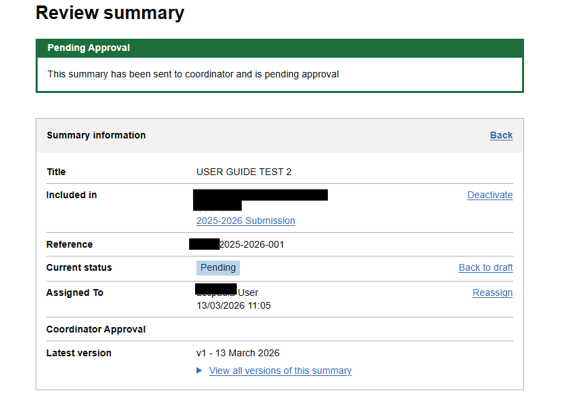 Review summary
Pending Approval
This summary has been sent to coordinator and is pending approval
Summary information Back
Title USER GUIDE TEST 2
Included in Deactivate
2025-2026 Submission
Reference 2025-2026-001
Current status Pending Back to draft
Assigned To User Reassign
13/03/2026 11:05
Coordinator Approval
Latest version v1 - 13 March 2026
View all versions of this summary